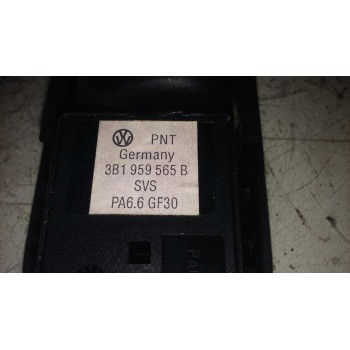 PNT
Germany
3B1 959 565 B
SVS
PA6.6 GF30